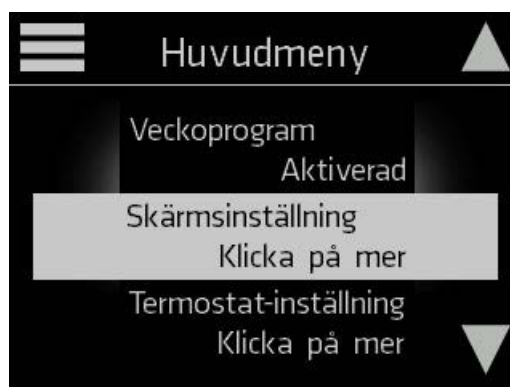 Huvudmeny
Veckoprogram
Aktiverad
Skärmsinställning
Klicka på mer
Termostat-inställning
Klicka på mer